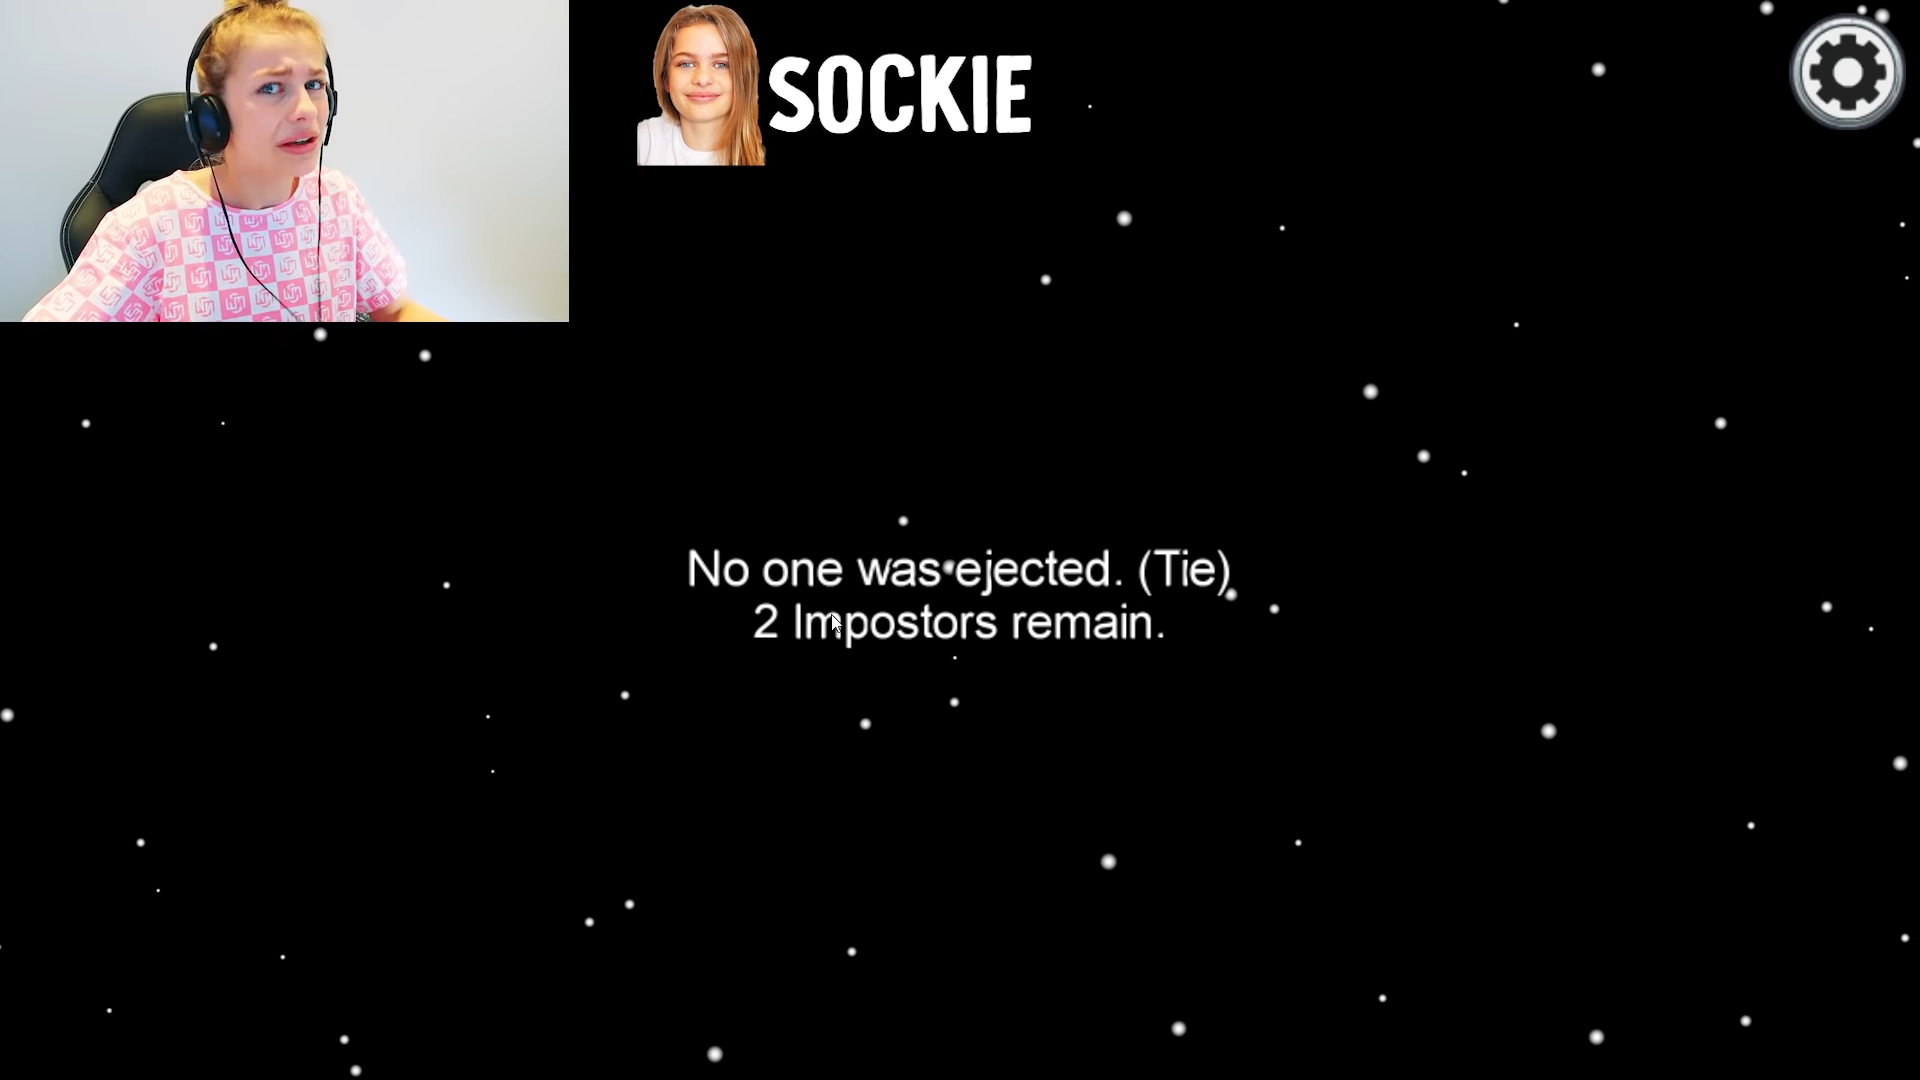 SOCKIE
No one was ejected. (Tie)
2 Impostors remain.